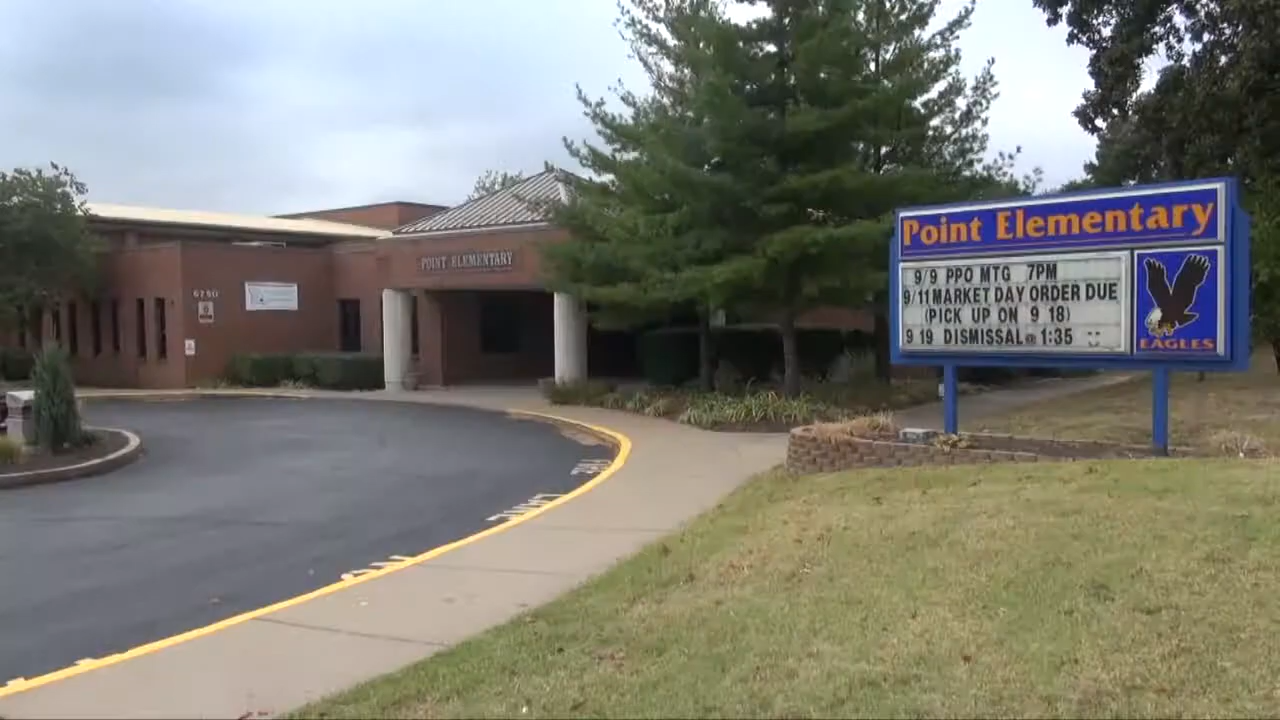 POINT ELEMENTARY
6790
Point Elementary
9/9 PPO MTG 7PM
9/11 MARKET DAY ORDER DUE
(PICK UP ON 9 18)
9 19 DISMISSAL@ 1:35
EAGLES